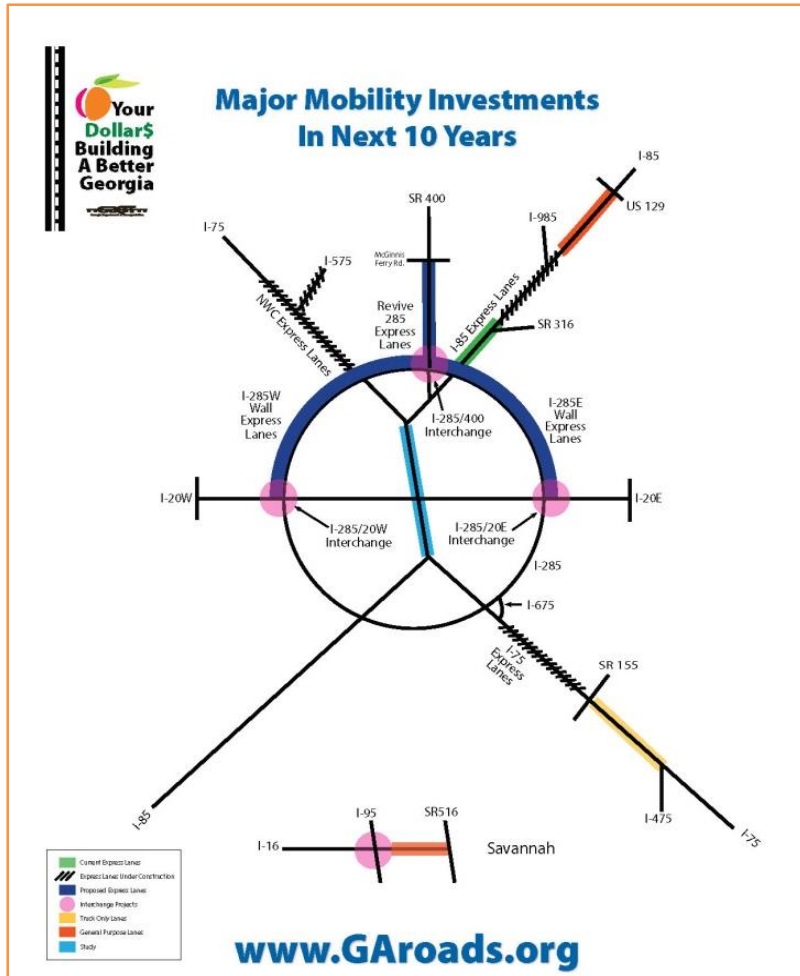 Your
Dollar$
Building
A Better
Georgia
Major Mobility Investments
In Next 10 Years
I-85
US 129
SR 400
I-985
I-75
McGinnis
Ferry Rd.
I-575
Revive
285
Express
Lanes
I-85 Express Lanes
SR 316
NWC Express Lanes
I-285W
Wall
Express
Lanes
I-285/400
Interchange
I-285E
Wall
Express
Lanes
I-20W
I-20E
I-285/20W
Interchange
I-285/20E
Interchange
I-285
I-675
I-75
Express
Lanes
SR 155
I-85
I-475
I-75
I-95
SR516
I-16
Savannah
Current Express Lanes
Express Lanes Under Construction
Proposed Express Lanes
Interchange Projects
Truck Only Lanes
General Purpose Lanes
Study
www.GAroads.org